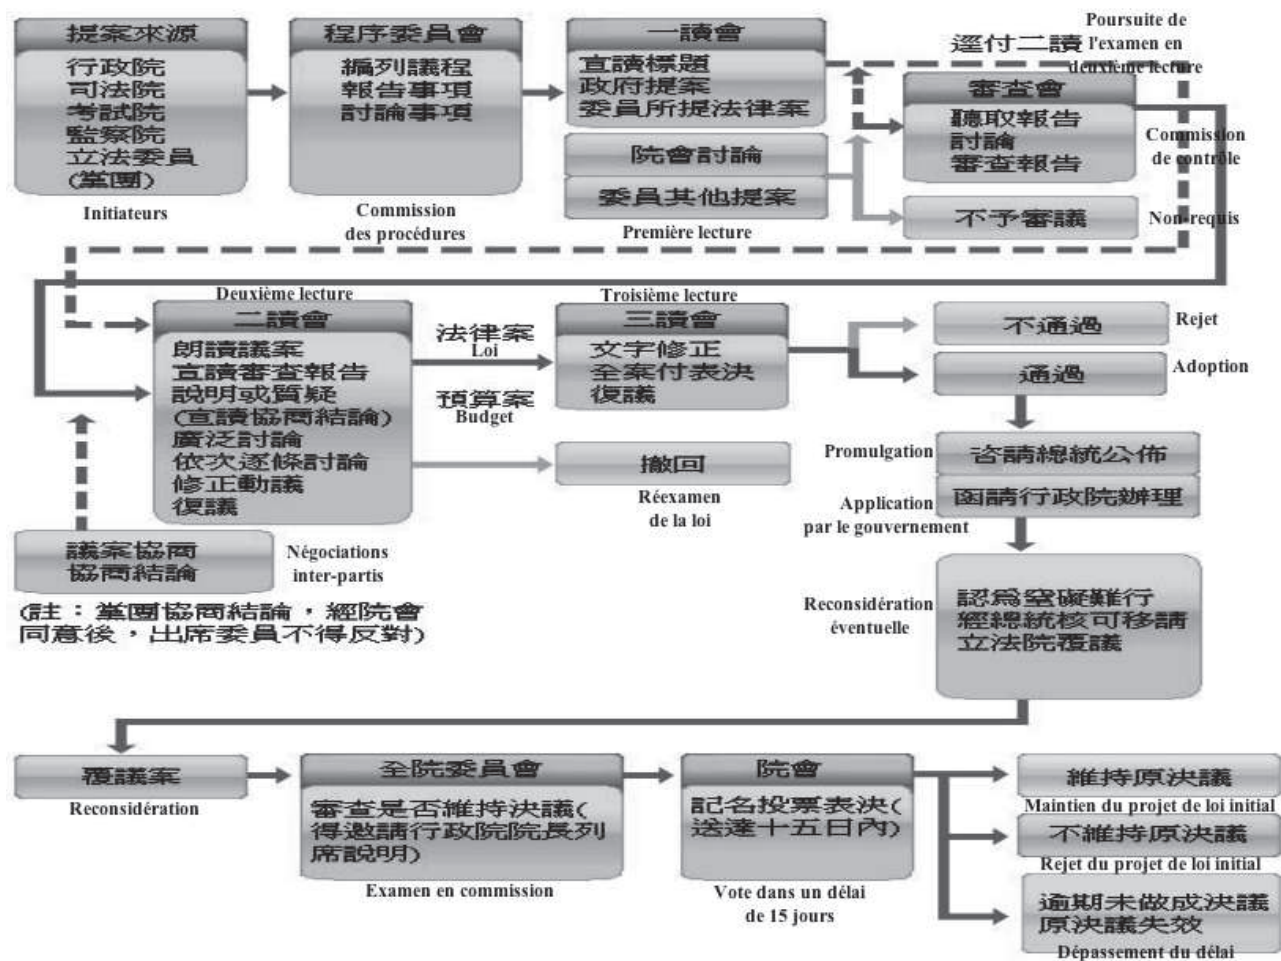 提案來源
行政院
司法院
考試院
監察院
立法委員
(黨團)
Initiateurs
程序委員會
編列議程
報告事項
討論事項
Commission
des procédures
一讀會
宣讀標題
政府提案
委員所提法律案
院會討論
委員其他提案
Première lecture
逕付二讀
Poursuite de
l'examen en
deuxième lecture
審查會
聽取報告
討論
審查報告
Commission
de contrôle
不予審議
Non-requis
Deuxième lecture
二讀會
朗讀議案
宣讀審查報告
說明或質疑
(宣讀協商結論)
廣泛討論
依次逐條討論
修正動議
復議
法律案
Loi
預算案
Budget
Troisième lecture
三讀會
文字修正
全案付表決
復議
撤回
Réexamen
de la loi
不通過
Rejet
通過
Adoption
Promulgation
咨請總統公佈
Application
par le gouvernement
函請行政院辦理
議案協商
協商結論
Négociations
inter-partis
(註：黨團協商結論，經院會
同意後，出席委員不得反對)
Reconsidération
éventuelle
認為窒礙難行
經總統核可移請
立法院覆議
覆議案
Reconsidération
全院委員會
審查是否維持決議(
得邀請行政院院長列
席說明)
Examen en commission
院會
記名投票表決(
送達十五日內)
Vote dans un délai
de 15 jours
維持原決議
Maintien du projet de loi initial
不維持原決議
Rejet du projet de loi initial
逾期未做成決議
原決議失效
Dépassement du délai